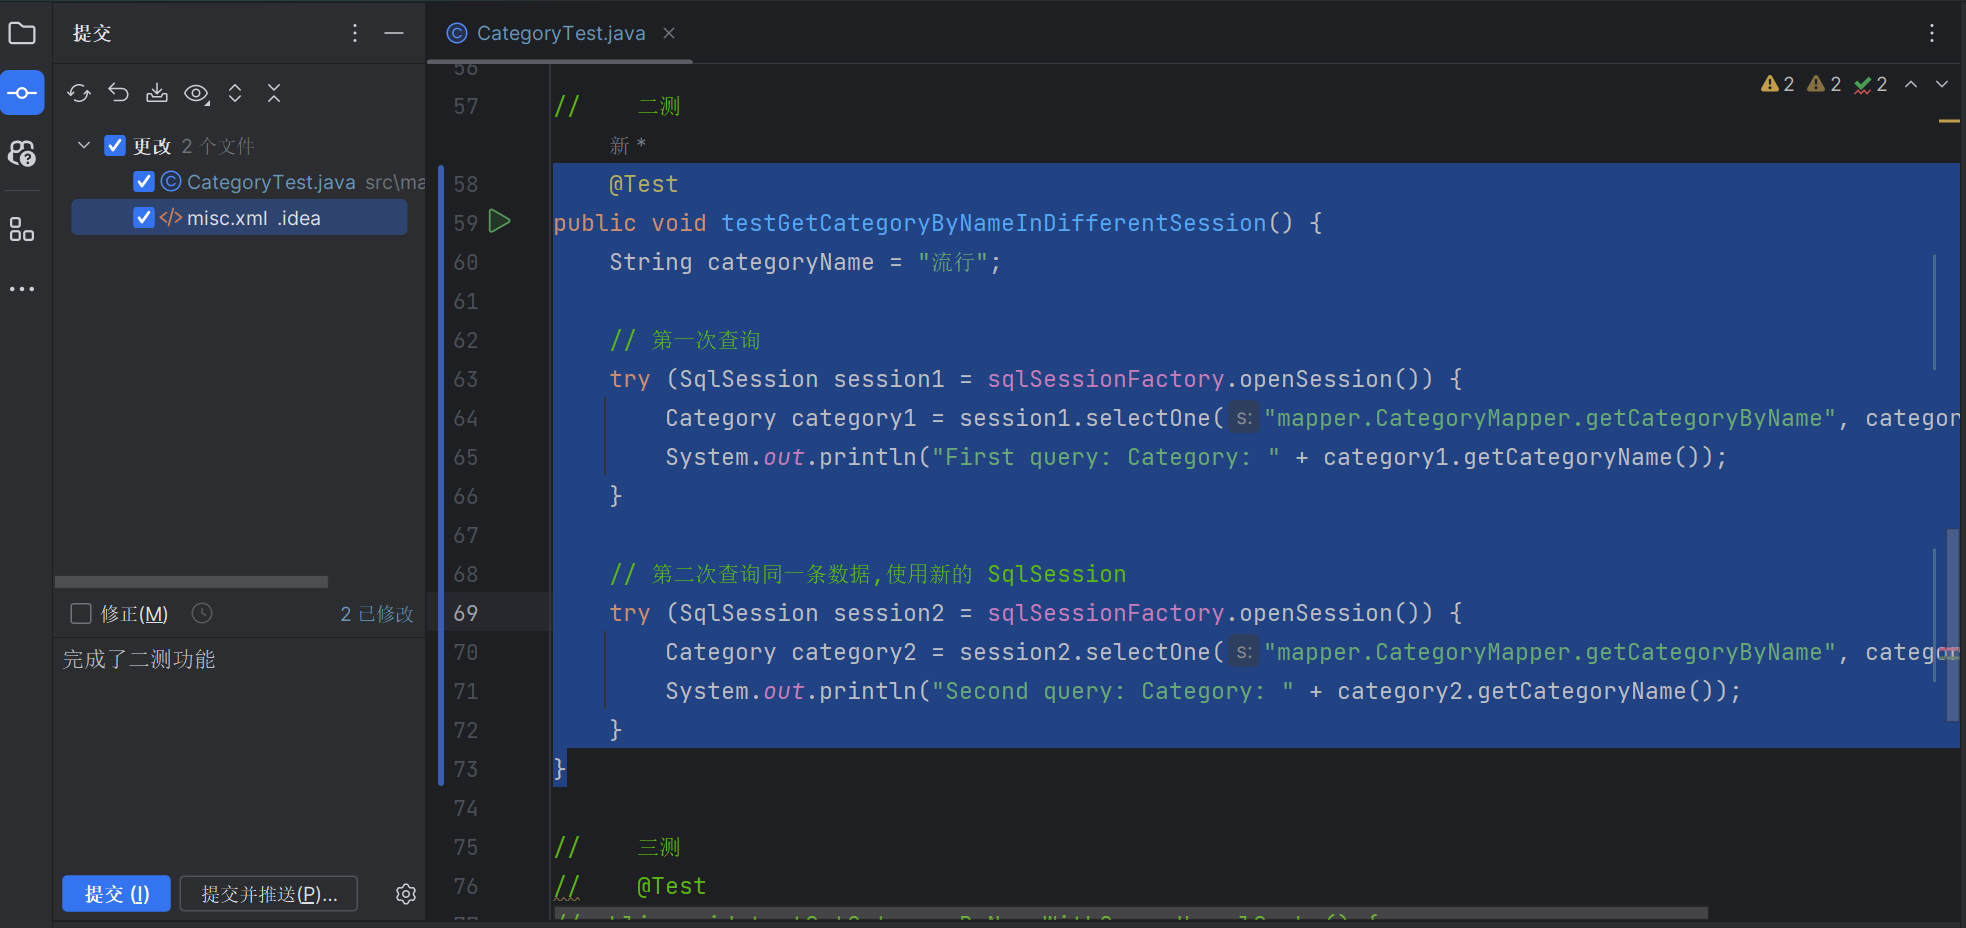 提交
更改 2 个文件
CategoryTest.java src\ma
misc.xml .idea
修正(M)
2 已修改
完成了二测功能
提交 (I)
提交并推送(P)...
CategoryTest.java
2 2 2
56
57 // 二测
新 *
58 @Test
59 public void testGetCategoryByNameInDifferentSession() {
60 String categoryName = "流行";
61
62 // 第一次查询
63 try (SqlSession session1 = sqlSessionFactory.openSession()) {
64 Category category1 = session1.selectOne( s: "mapper.CategoryMapper.getCategoryByName", categor
65 System.out.println("First query: Category: " + category1.getCategoryName());
66 }
67
68 // 第二次查询同一条数据,使用新的 SqlSession
69 try (SqlSession session2 = sqlSessionFactory.openSession()) {
70 Category category2 = session2.selectOne( s: "mapper.CategoryMapper.getCategoryByName", categor
71 System.out.println("Second query: Category: " + category2.getCategoryName());
72 }
73 }
74
75 // 三测
76 // @Test